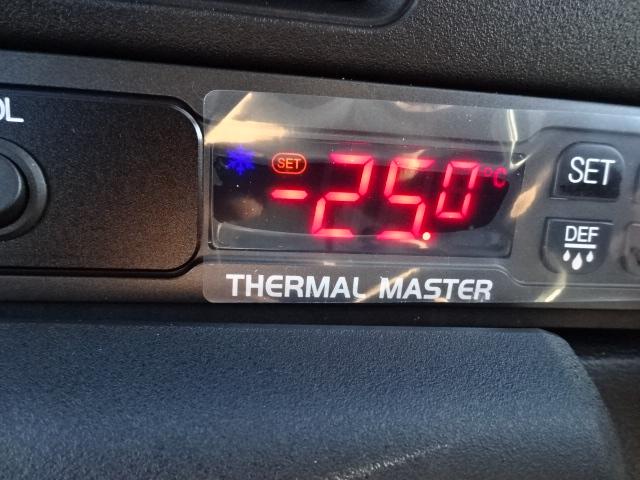 OL
SET
-25.0°C
SET
DEF
THERMAL MASTER